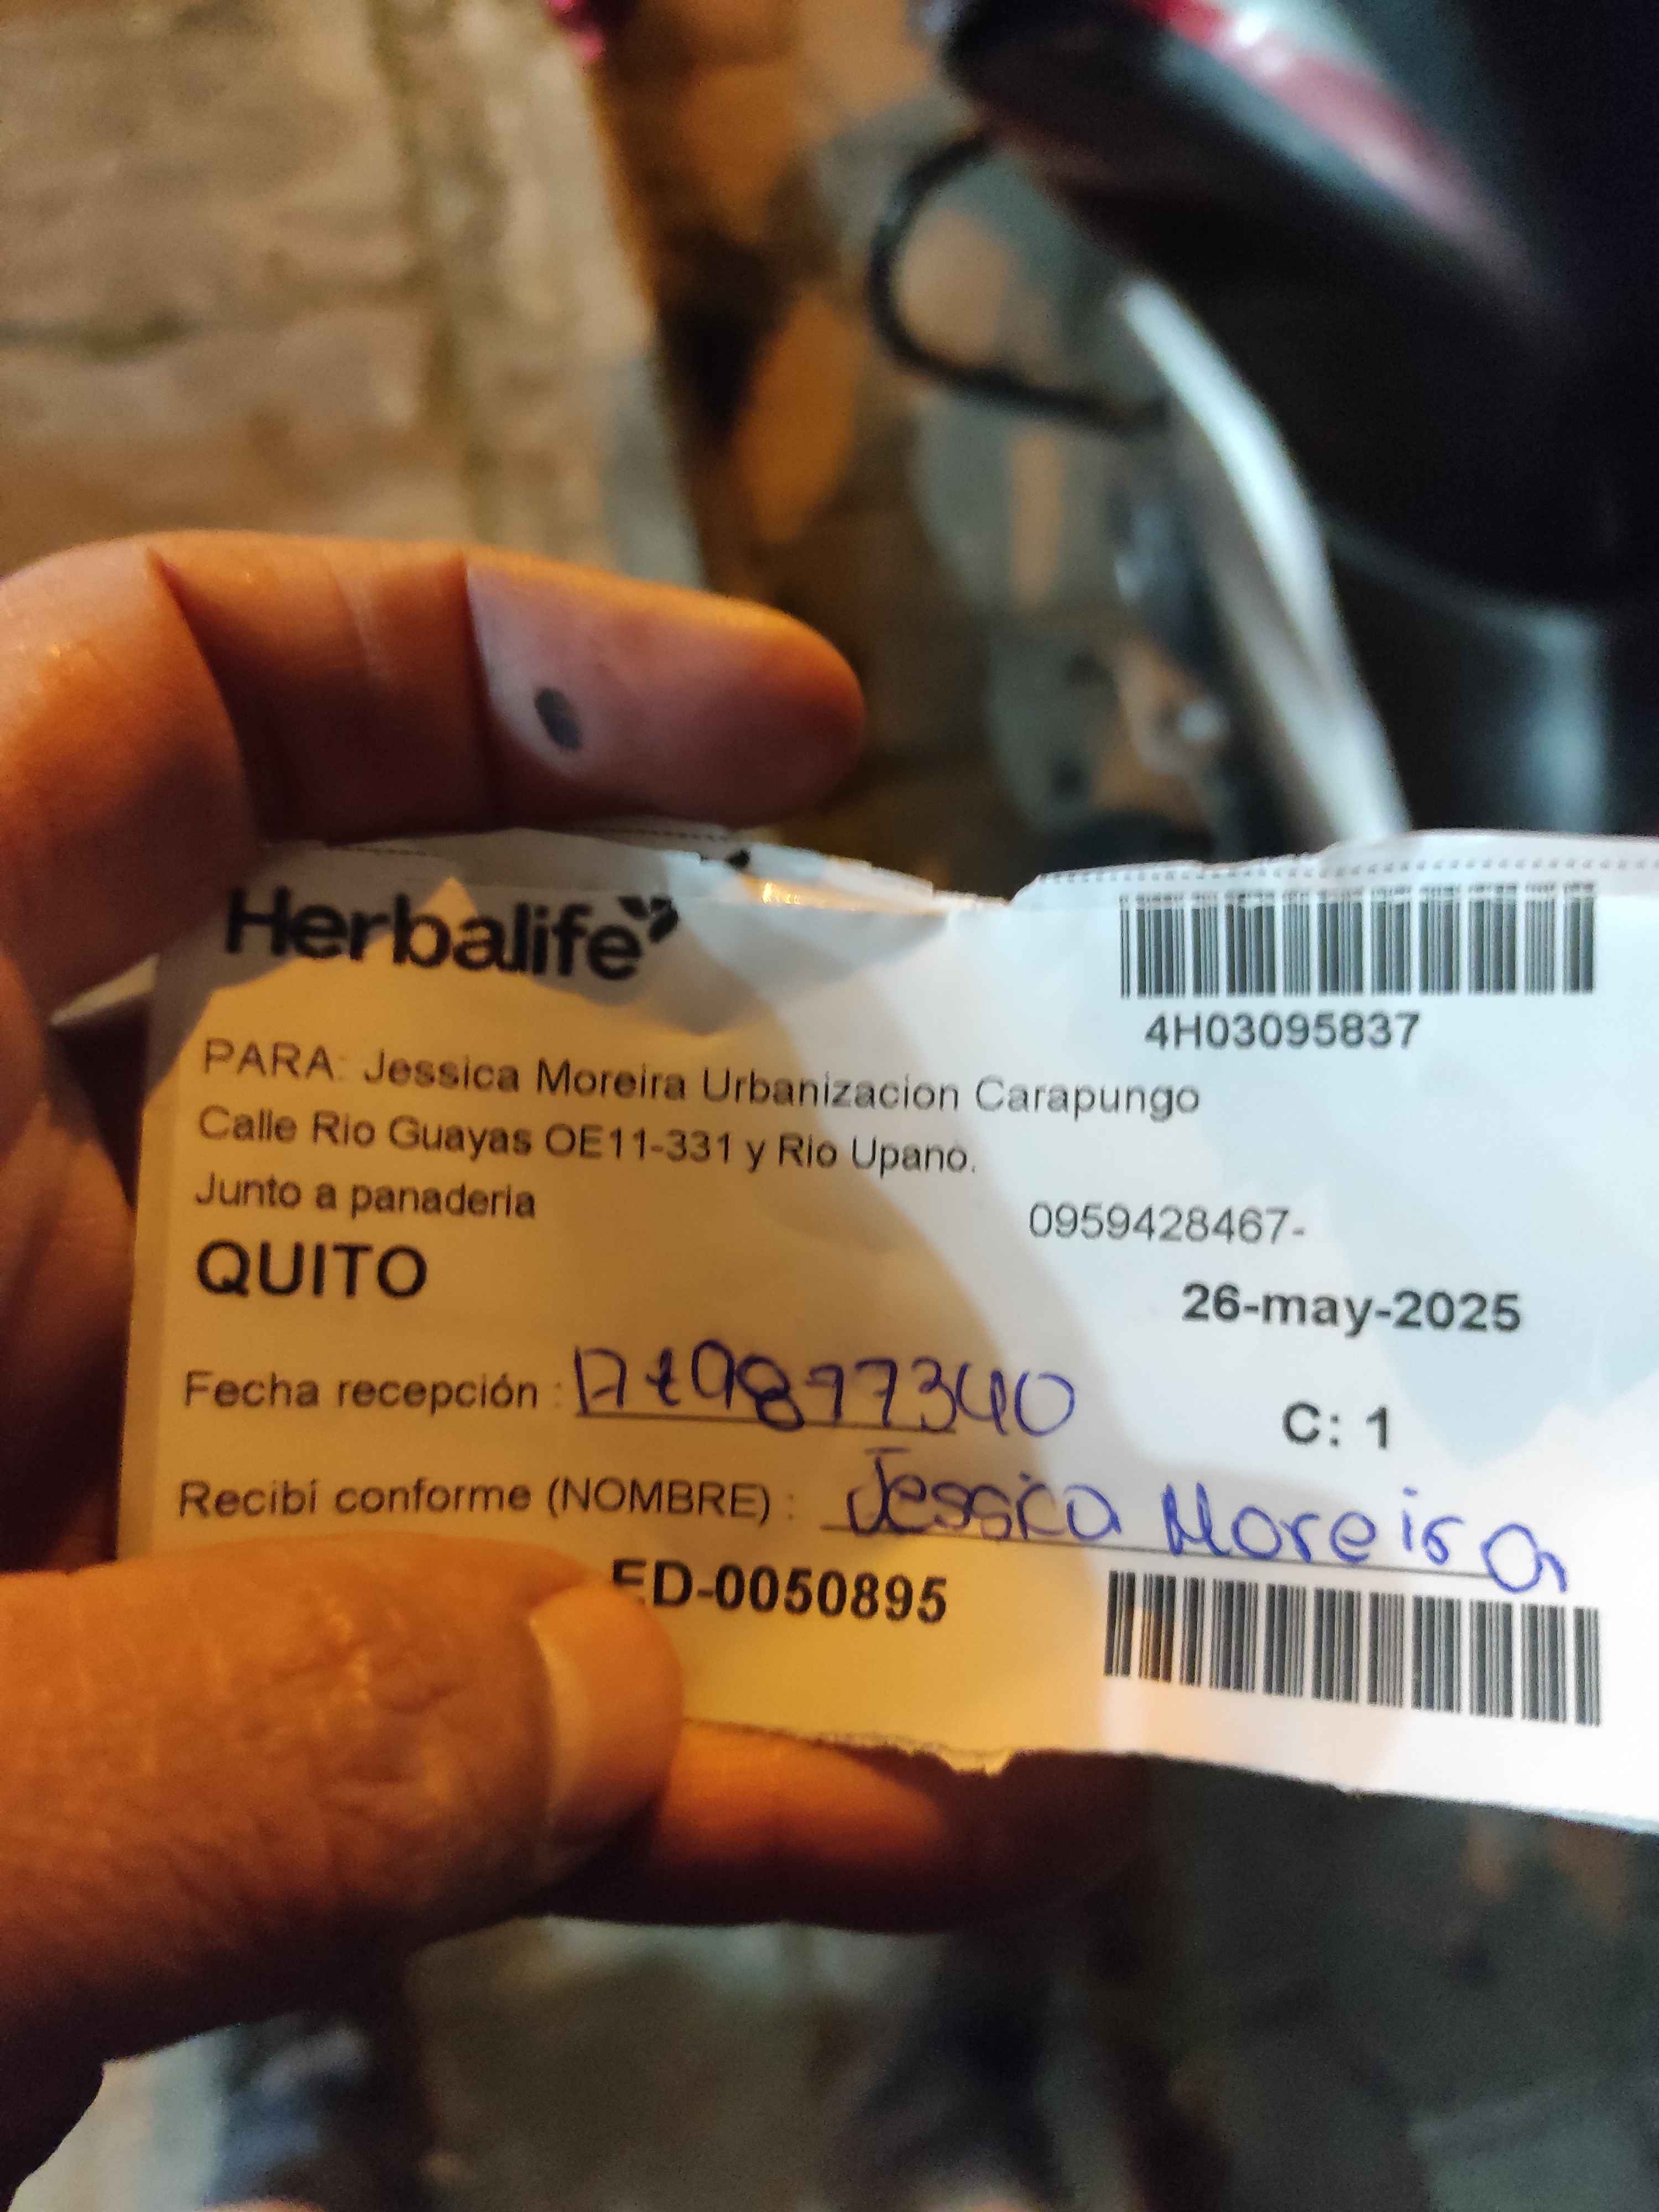 Herbalife
4H03095837
PARA: Jessica Moreira Urbanizacion Carapungo
Calle Rio Guayas OE11-331 y Rio Upano.
Junto a panaderia
0959428467-
QUITO
26-may-2025
Fecha recepción :
C: 1
Recibí conforme (NOMBRE) : Jessica Moreira
ED-0050895